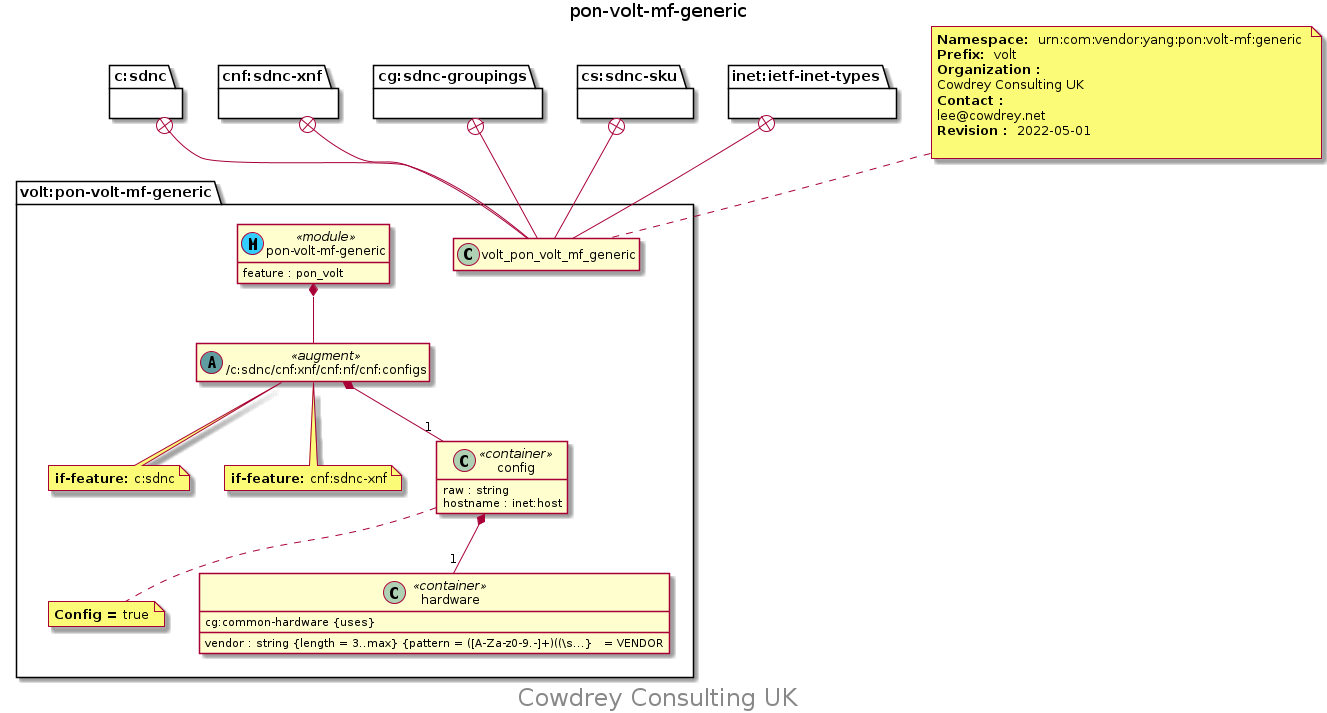 pon-volt-mf-generic
c:sdnc
cnf:sdnc-xnf
cg:sdnc-groupings
cs:sdnc-sku
inet:ietf-inet-types
Namespace: urn:com:vendor:yang:pon:volt-mf:generic
Prefix: volt
Organization :
Cowdrey Consulting UK
Contact :
lee@cowdrey.net
Revision : 2022-05-01
volt:pon-volt-mf-generic
M
«module»
pon-volt-mf-generic
feature : pon_volt
C
volt_pon_volt_mf_generic
A
«augment»
/c:sdnc/cnf:xnf/cnf:nf/cnf:configs
1
if-feature: c:sdnc
if-feature: cnf:sdnc-xnf
C
«container»
config
raw : string
hostname : inet:host
1
Config = true
C
«container»
hardware
cg:common-hardware {uses}
vendor : string {length = 3..max} {pattern = ([A-Za-z0-9.-]+)((\s...} = VENDOR
Cowdrey Consulting UK